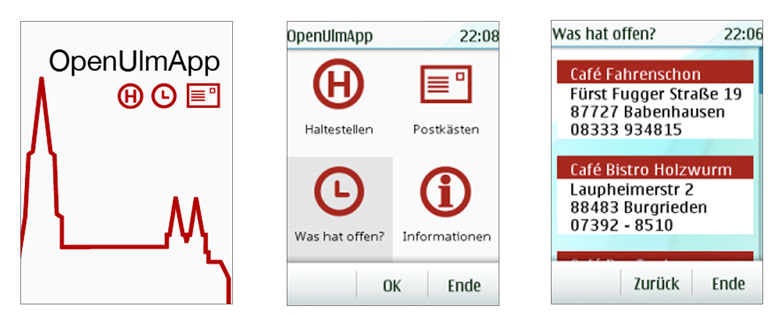 OpenUlmApp
H
OpenUlmApp 22:08
H
Haltestellen Postkästen
Was hat offen? Informationen
OK Ende
Was hat offen? 22:06
Café Fahrenschon
Fürst Fugger Straße 19
87727 Babenhausen
08333 934815
Café Bistro Holzwurm
Laupheimerstr 2
88483 Burgrieden
07392 - 8510
Zurück Ende